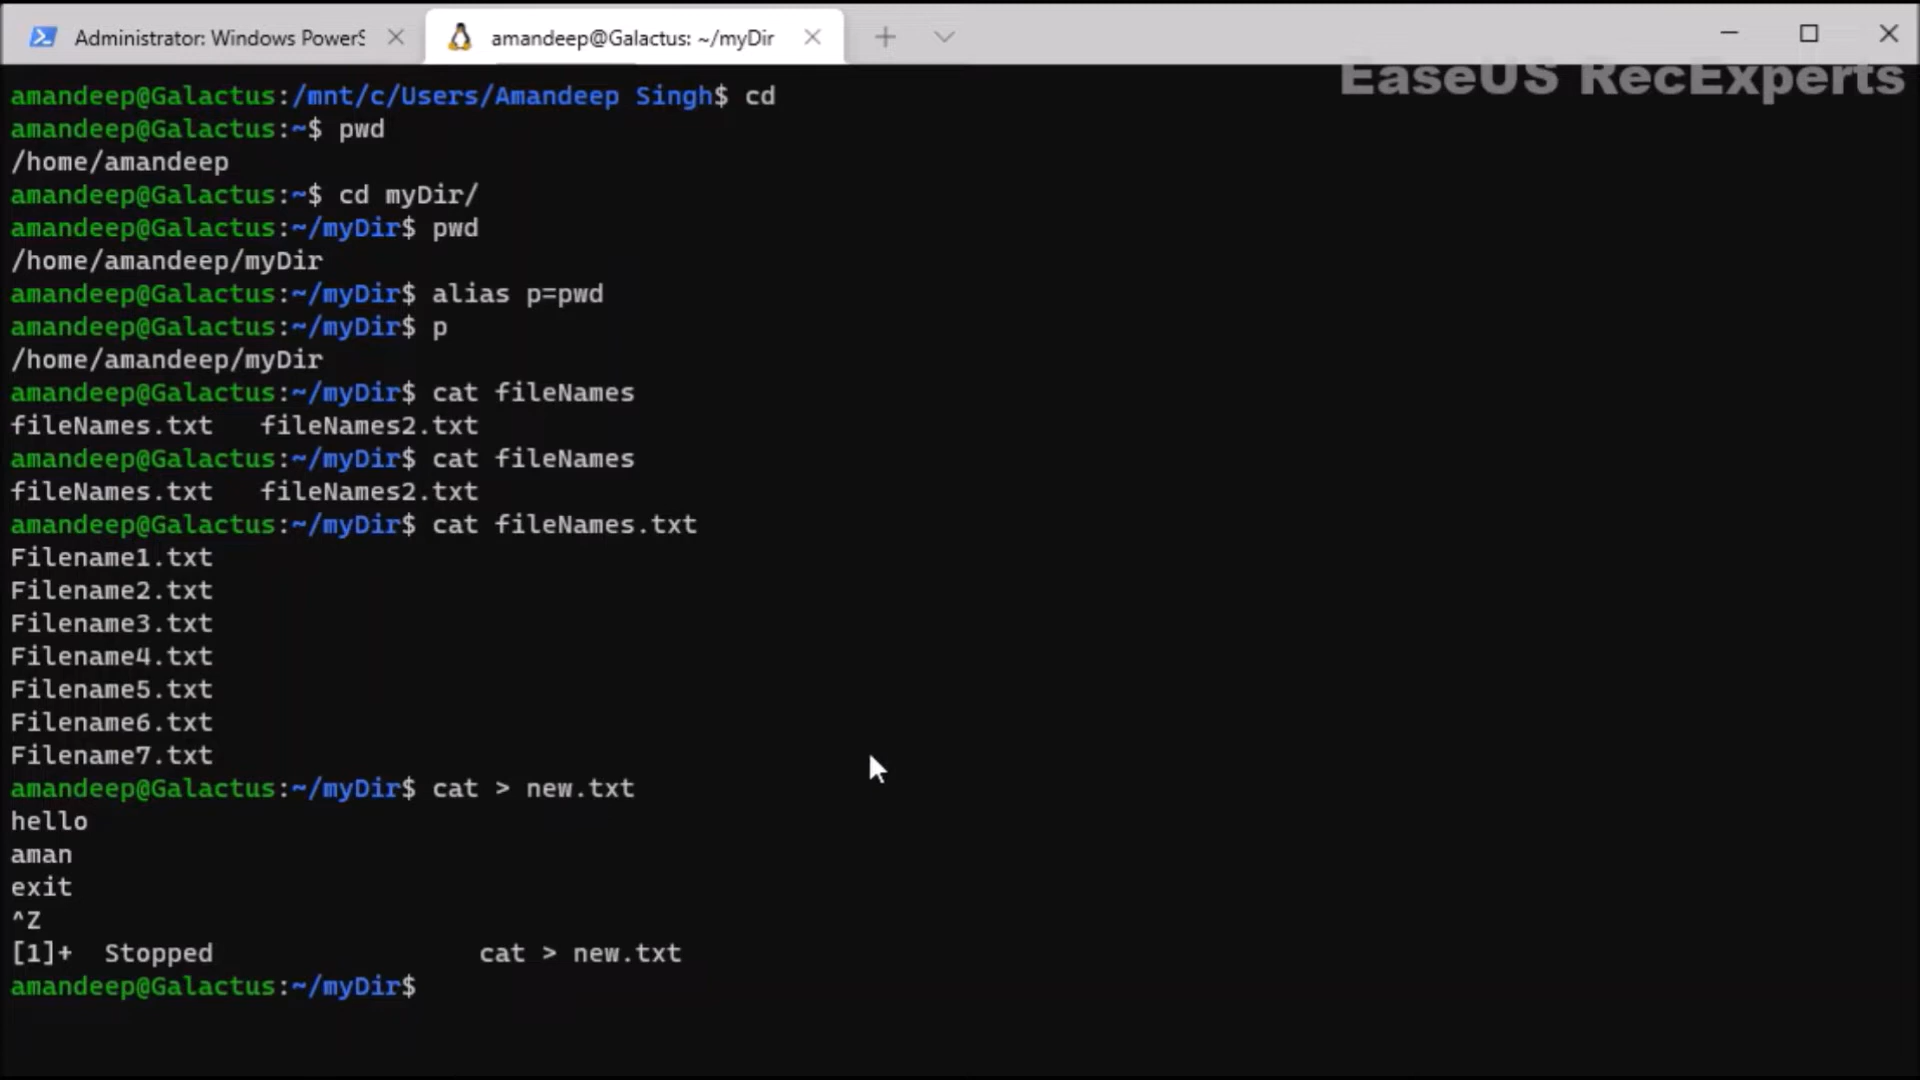 Administrator: Windows PowerS
amandeep@Galactus: ~/myDir
EaseUS RecExperts
amandeep@Galactus:/mnt/c/Users/Amandeep Singh$ cd
amandeep@Galactus:~$ pwd
/home/amandeep
amandeep@Galactus:~$ cd myDir/
amandeep@Galactus:~/myDir$ pwd
/home/amandeep/myDir
amandeep@Galactus:~/myDir$ alias p=pwd
amandeep@Galactus:~/myDir$ p
/home/amandeep/myDir
amandeep@Galactus:~/myDir$ cat fileNames
fileNames.txt   fileNames2.txt
amandeep@Galactus:~/myDir$ cat fileNames
fileNames.txt   fileNames2.txt
amandeep@Galactus:~/myDir$ cat fileNames.txt
Filename1.txt
Filename2.txt
Filename3.txt
Filename4.txt
Filename5.txt
Filename6.txt
Filename7.txt
amandeep@Galactus:~/myDir$ cat > new.txt
hello
aman
exit
^Z
[1]+  Stopped                 cat > new.txt
amandeep@Galactus:~/myDir$